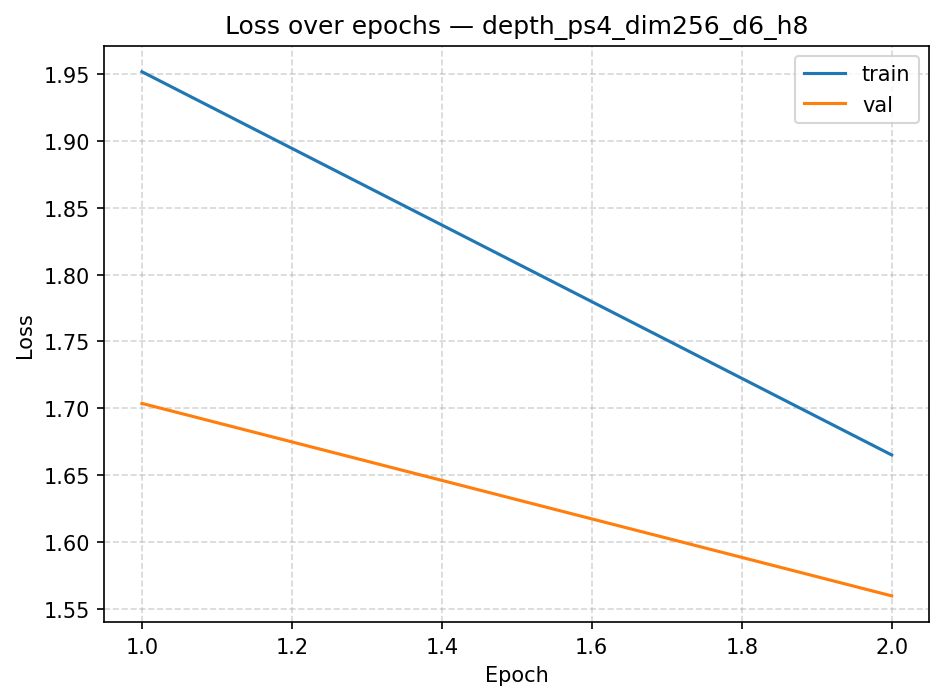 Loss over epochs — depth_ps4_dim256_d6_h8
train
val
Loss
1.95
1.90
1.85
1.80
1.75
1.70
1.65
1.60
1.55
1.0 1.2 1.4 1.6 1.8 2.0
Epoch